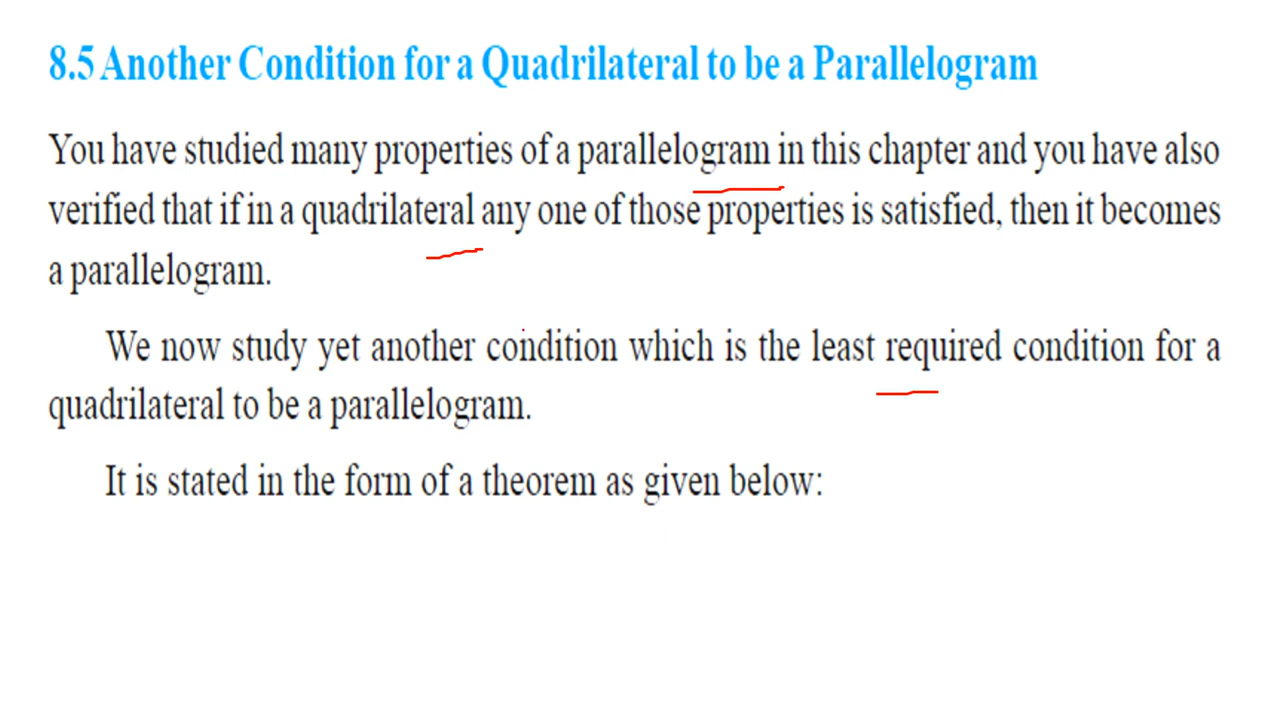 8.5 Another Condition for a Quadrilateral to be a Parallelogram
You have studied many properties of a parallelogram in this chapter and you have also
verified that if in a quadrilateral any one of those properties is satisfied, then it becomes
a parallelogram.
We now study yet another condition which is the least required condition for a
quadrilateral to be a parallelogram.
It is stated in the form of a theorem as given below: